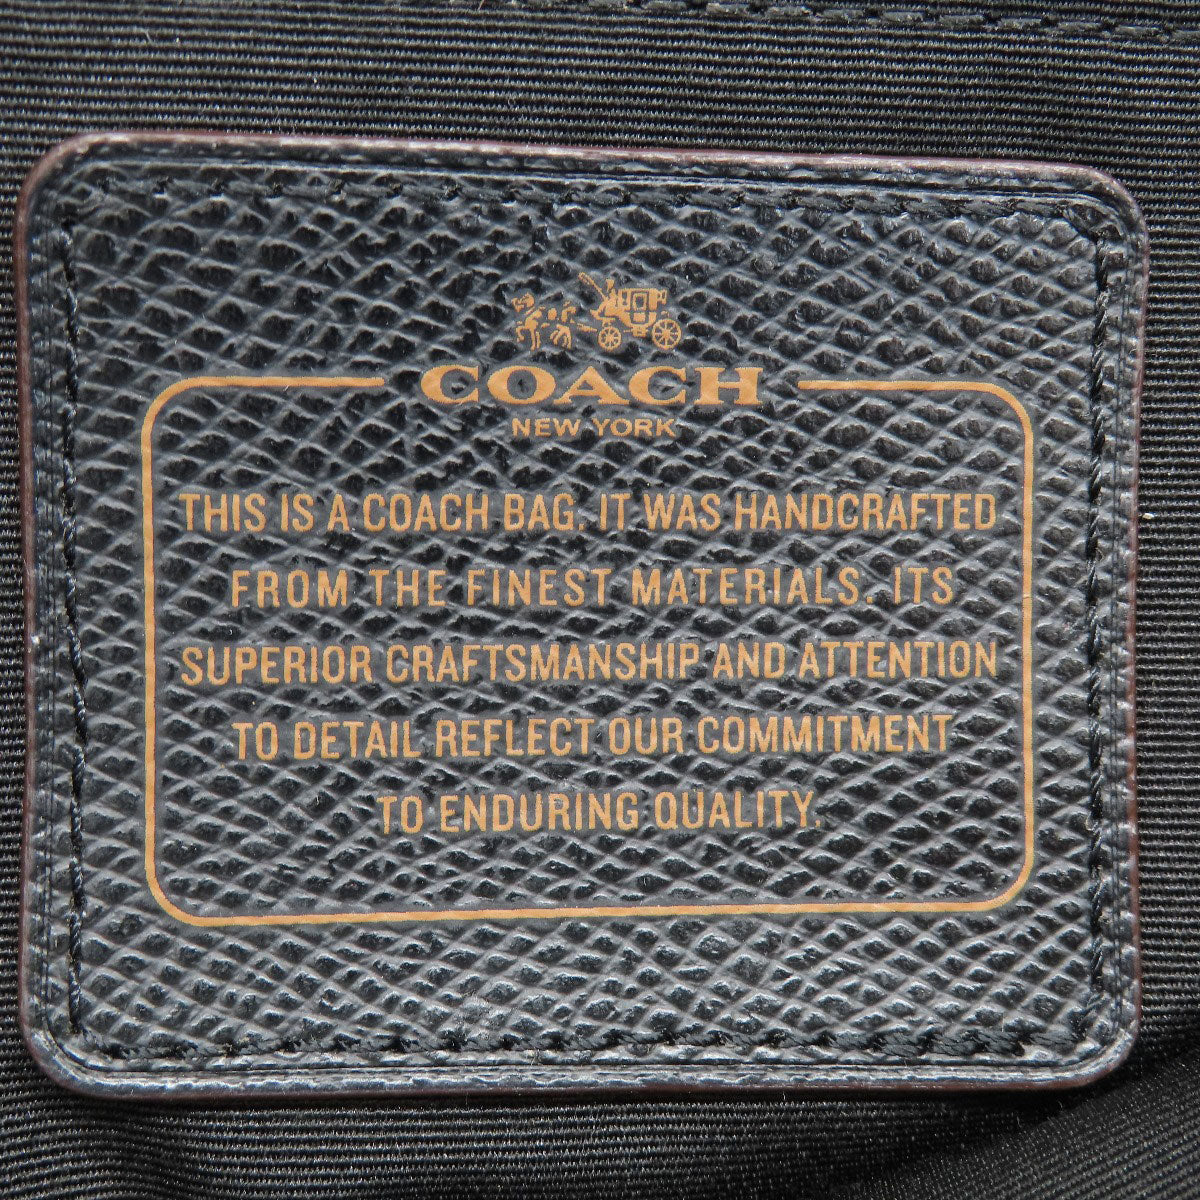 COACH
NEW YORK
THIS IS A COACH BAG. IT WAS HANDCRAFTED
FROM THE FINEST MATERIALS. ITS
SUPERIOR CRAFTSMANSHIP AND ATTENTION
TO DETAIL REFLECT OUR COMMITMENT
TO ENDURING QUALITY.